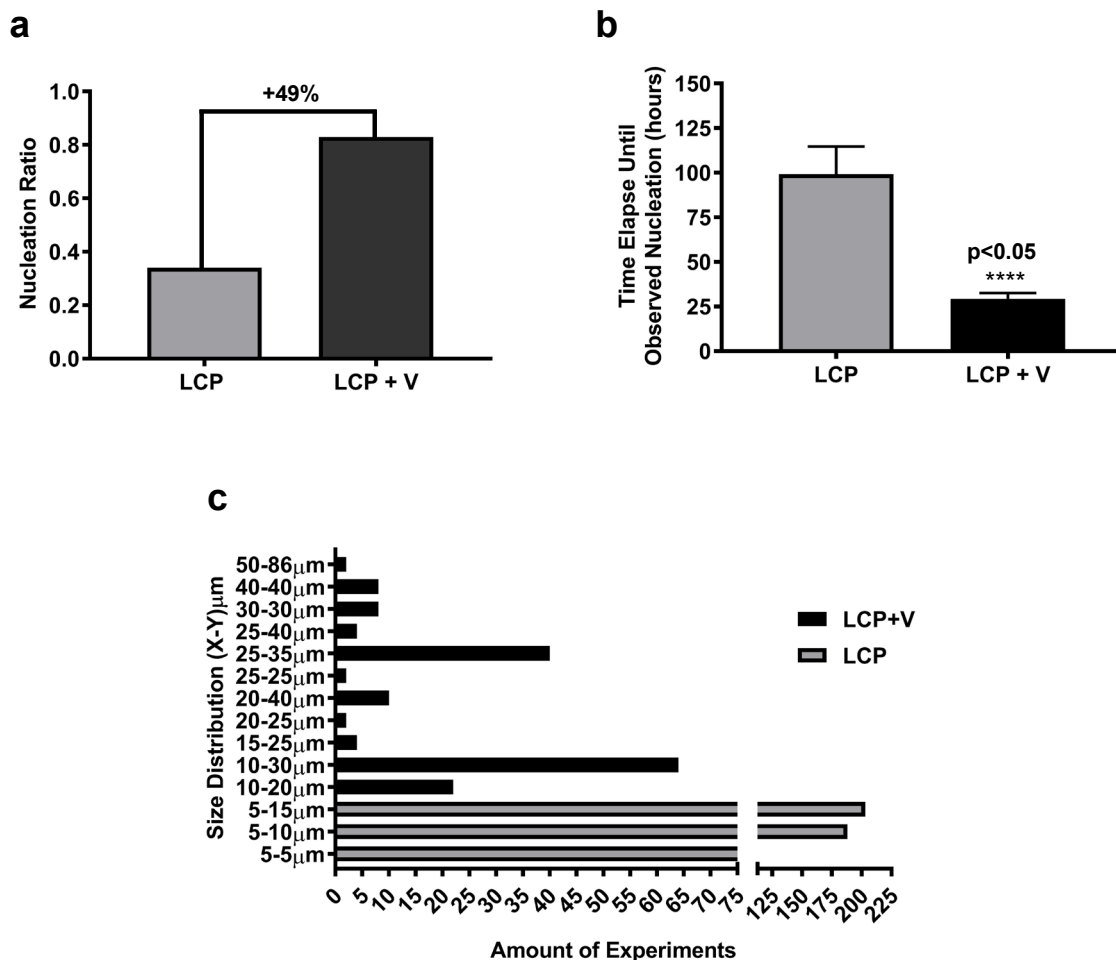 a
+49%
Nucleation Ratio
1.0
0.8
0.6
0.4
0.2
0.0
LCP
LCP + V
b
Time Elapse Until
Observed Nucleation (hours)
150
125
100
75
50
25
0
p<0.05
****
LCP
LCP + V
c
Size Distribution (X-Y)μm
50-86μm
40-40μm
30-30μm
25-40μm
25-35μm
25-25μm
20-40μm
20-25μm
15-25μm
10-30μm
10-20μm
5-15μm
5-10μm
5-5μm
LCP+V
LCP
0 5 10 15 20 25 30 35 40 45 50 55 60 65 70 75 125 150 175 200 225
Amount of Experiments